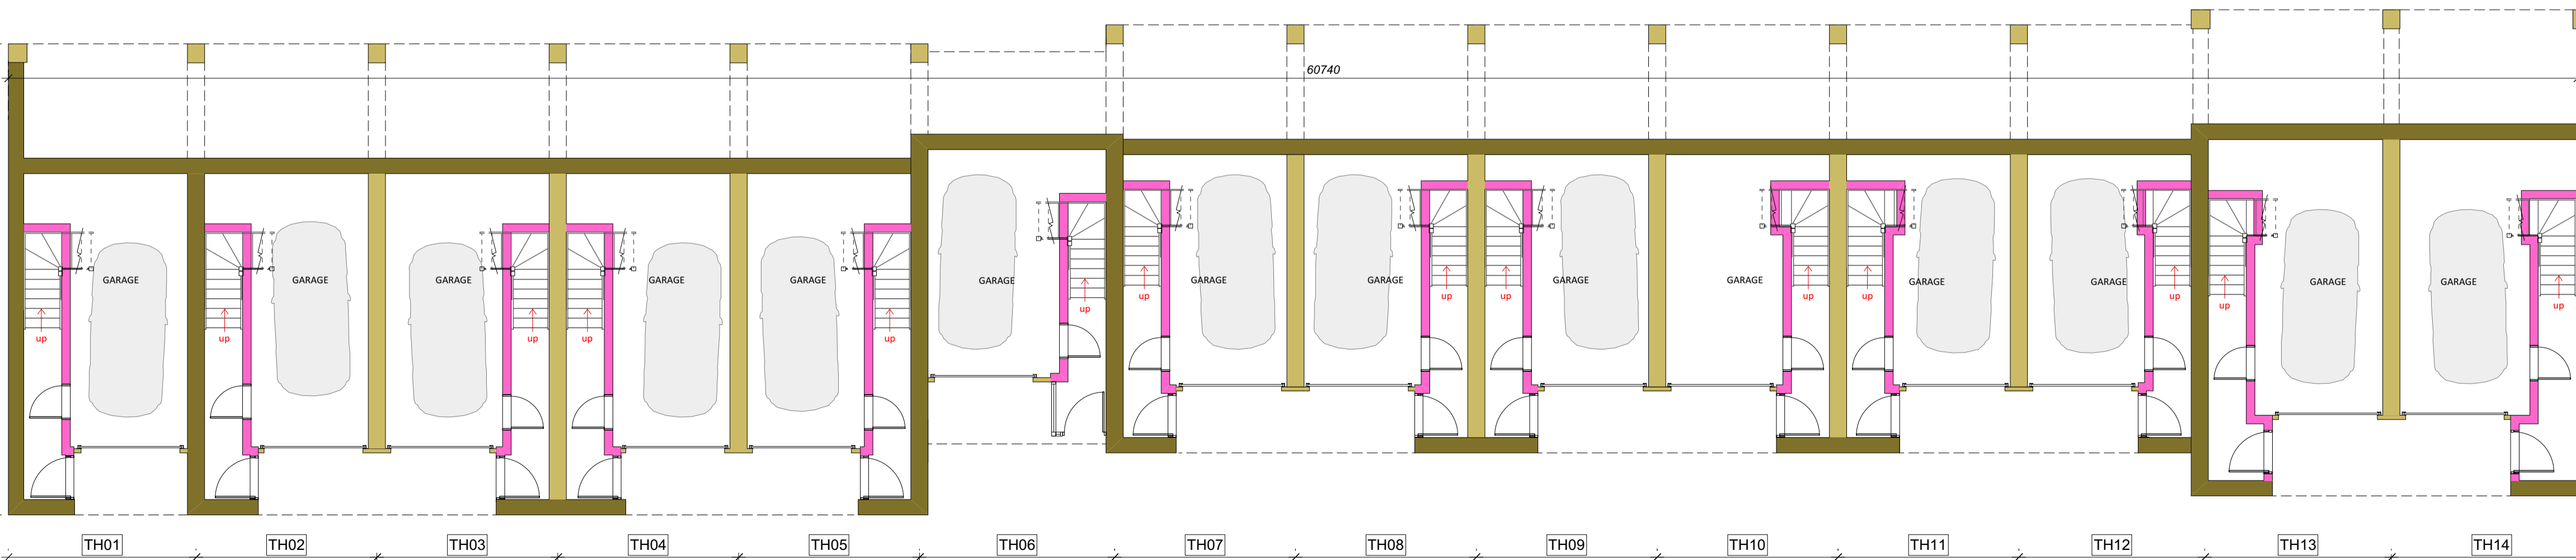 60740
GARAGE GARAGE GARAGE GARAGE GARAGE GARAGE GARAGE GARAGE GARAGE GARAGE GARAGE GARAGE GARAGE GARAGE
up up up up up up up up up up up up up up
TH01 TH02 TH03 TH04 TH05 TH06 TH07 TH08 TH09 TH10 TH11 TH12 TH13 TH14